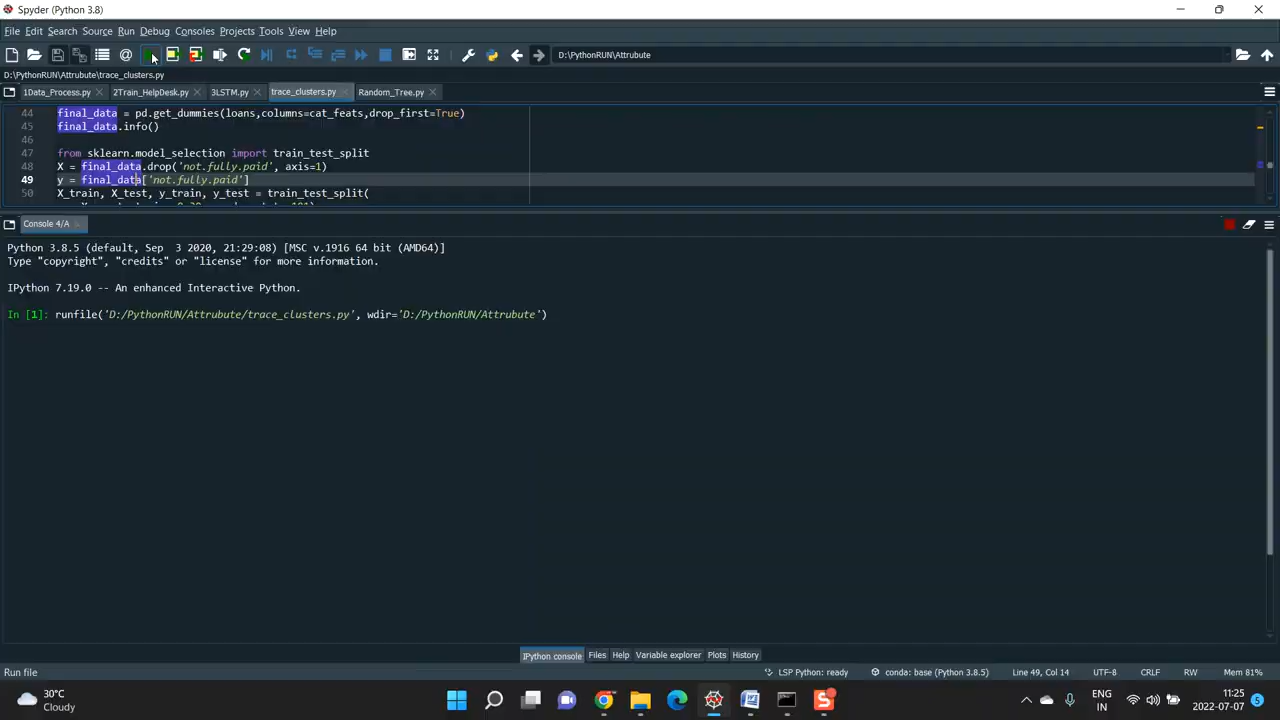 Spyder (Python 3.8)
File Edit Search Source Run Debug Consoles Projects Tools View Help
D:\PythonRUN\Attrubute
D:\PythonRUN\Attrubute\trace_clusters.py
1Data_Process.py 2Train_HelpDesk.py 3LSTM.py trace_clusters.py Random_Tree.py
44 final_data = pd.get_dummies(loans,columns=cat_feats,drop_first=True)
45 final_data.info()
46
47 from sklearn.model_selection import train_test_split
48 X = final_data.drop('not.fully.paid', axis=1)
49 y = final_data['not.fully.paid']
50 X_train, X_test, y_train, y_test = train_test_split(
Console 4/A
Python 3.8.5 (default, Sep 3 2020, 21:29:08) [MSC v.1916 64 bit (AMD64)]
Type "copyright", "credits" or "license" for more information.
IPython 7.19.0 -- An enhanced Interactive Python.
In [1]: runfile('D:/PythonRUN/Attrubute/trace_clusters.py', wdir='D:/PythonRUN/Attrubute')
IPython console Files Help Variable explorer Plots History
Run file LSP Python: ready conda: base (Python 3.8.5) Line 49, Col 14 UTF-8 CRLF RW Mem 81%
30°C
Cloudy
ENG
IN
11:25
2022-07-07
5